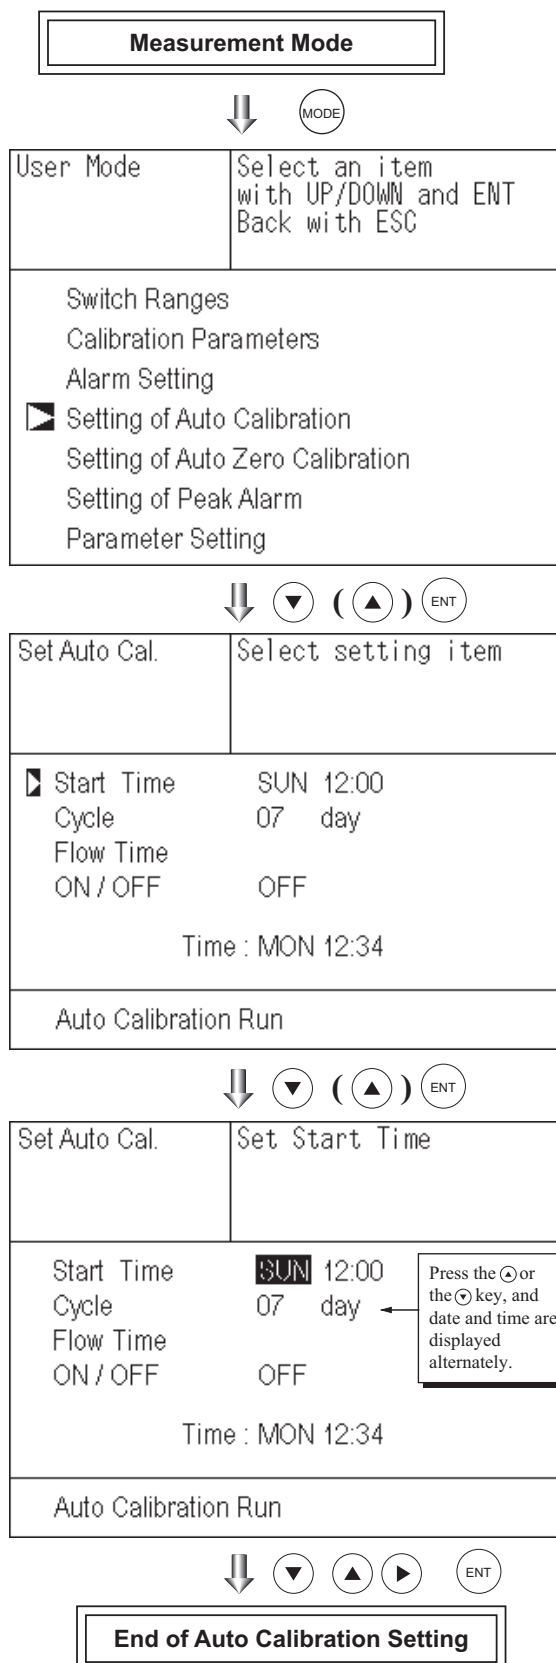 Measurement Mode
MODE
User Mode
Select an item
with UP/DOWN and ENT
Back with ESC
Switch Ranges
Calibration Parameters
Alarm Setting
Setting of Auto Calibration
Setting of Auto Zero Calibration
Setting of Peak Alarm
Parameter Setting
▼ ( ▲ ) ENT
Set Auto Cal.
Select setting item
Start Time SUN 12:00
Cycle 07 day
Flow Time
ON / OFF OFF
Time : MON 12:34
Auto Calibration Run
▼ ( ▲ ) ENT
Set Auto Cal.
Set Start Time
Start Time SUN 12:00
Cycle 07 day
Flow Time
ON / OFF OFF
Press the ▲ or
the ▼ key, and
date and time are
displayed
alternately.
Time : MON 12:34
Auto Calibration Run
▼ ▲ ▶ ENT
End of Auto Calibration Setting